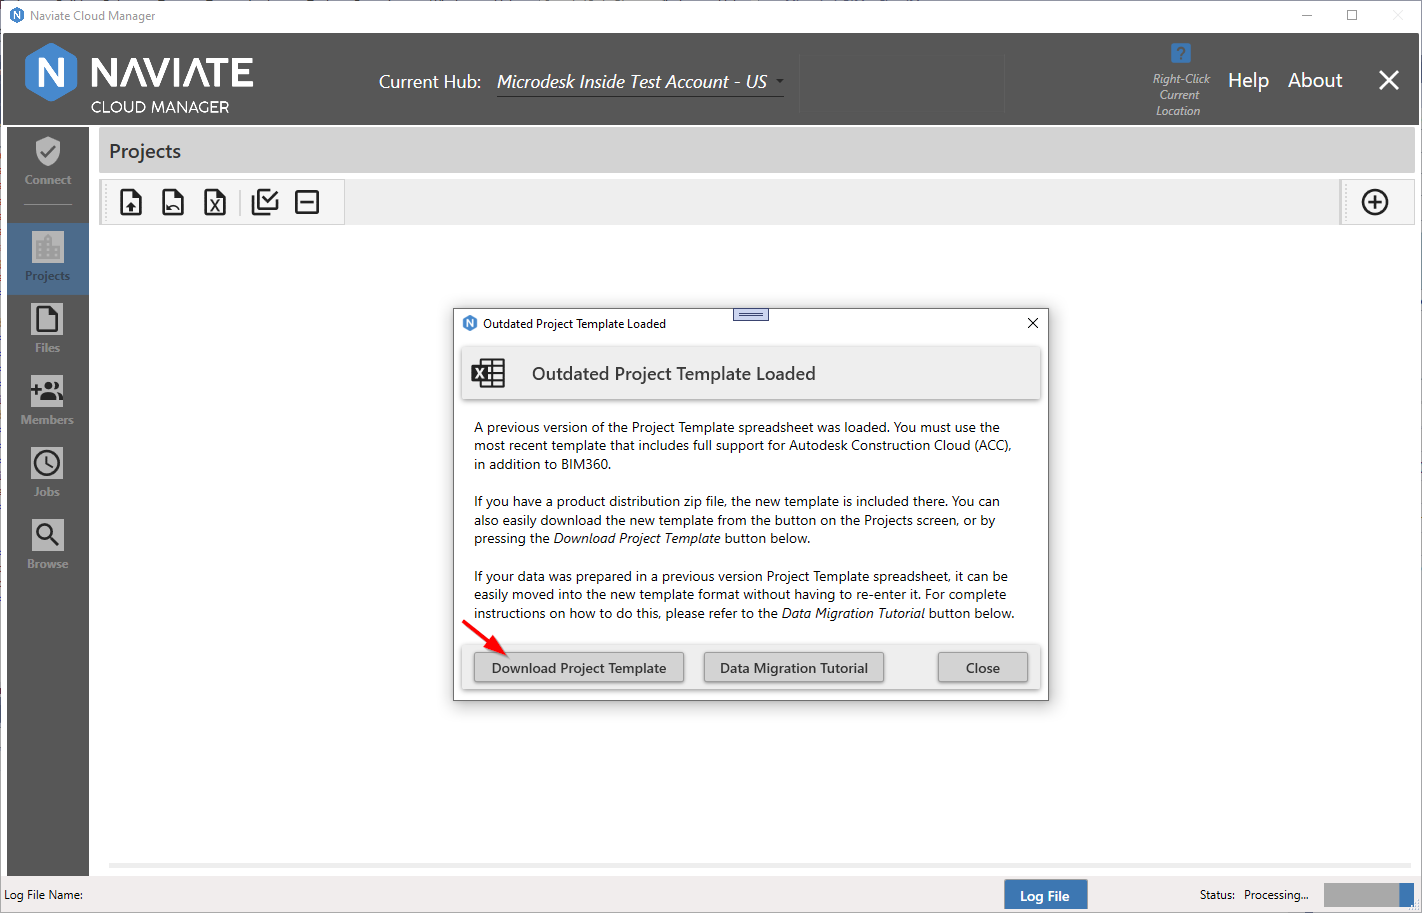 Naviate Cloud Manager
NAVIATE
CLOUD MANAGER
Current Hub: Microdesk Inside Test Account - US
?
Right-Click
Current
Location
Help
About
Connect
Projects
Files
Members
Jobs
Browse
Projects
Outdated Project Template Loaded
Outdated Project Template Loaded
A previous version of the Project Template spreadsheet was loaded. You must use the
most recent template that includes full support for Autodesk Construction Cloud (ACC),
in addition to BIM360.
If you have a product distribution zip file, the new template is included there. You can
also easily download the new template from the button on the Projects screen, or by
pressing the Download Project Template button below.
If your data was prepared in a previous version Project Template spreadsheet, it can be
easily moved into the new template format without having to re-enter it. For complete
instructions on how to do this, please refer to the Data Migration Tutorial button below.
Download Project Template
Data Migration Tutorial
Close
Log File Name:
Log File
Status: Processing...